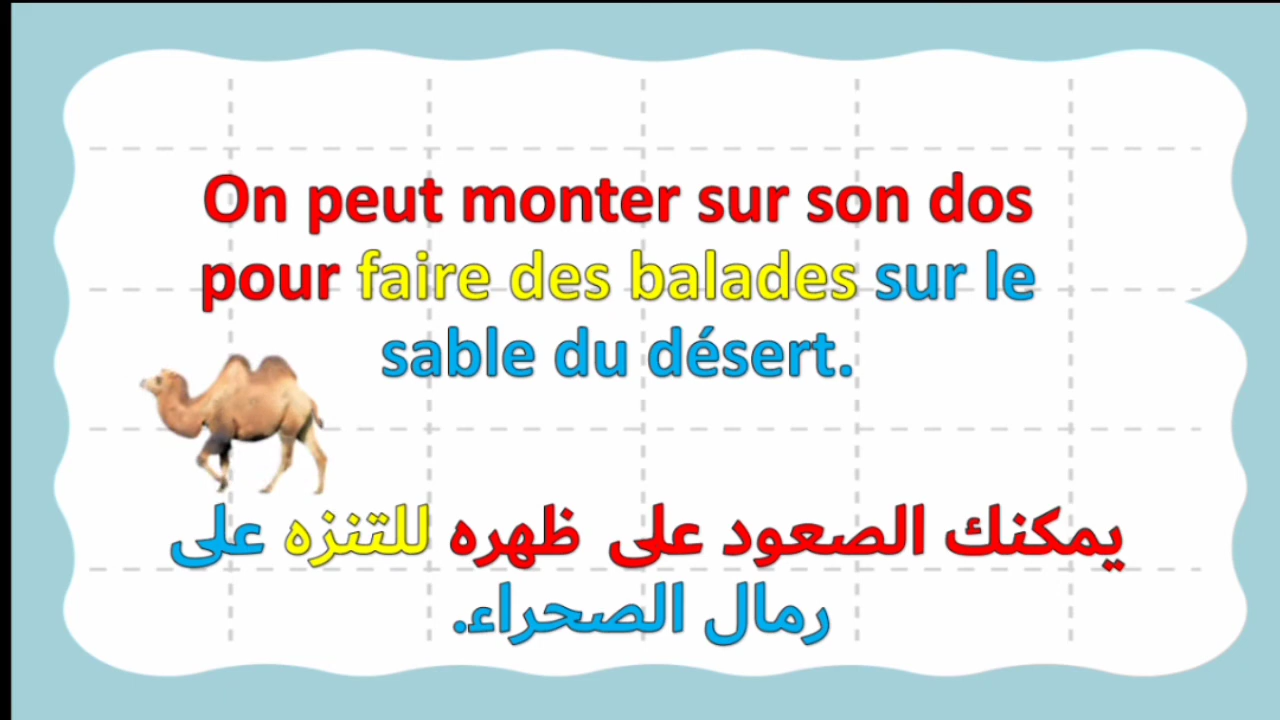 On peut monter sur son dos
pour faire des balades sur le
sable du désert.
يمكنك الصعود على ظهره للتنزه على
رمال الصحراء.